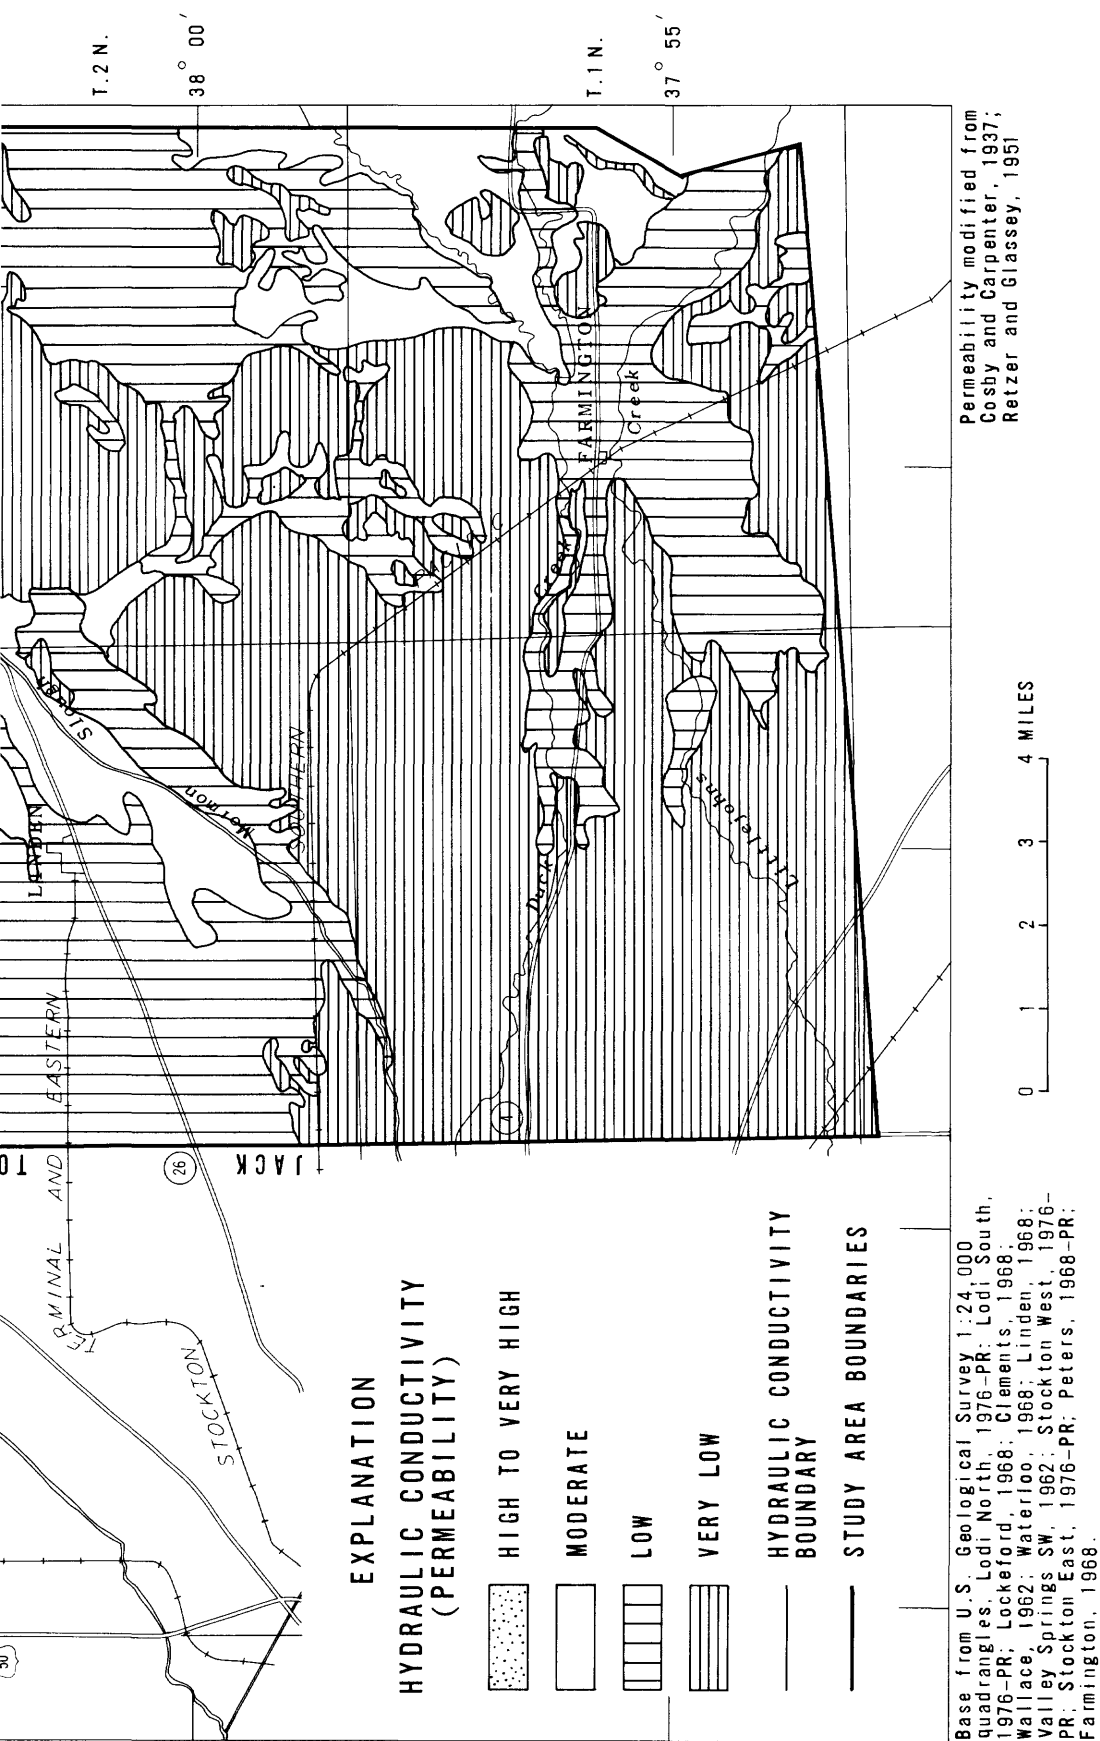 T.2 N.
38° 00'
T.1 N.
37° 55'
LINDEN
Slough
Mormon
SOUTHERN
PACIFIC
FARMINGTON
Creek
Creek
Duck
Littlejohns
4
26
50
TO
JACK
TERMINAL AND EASTERN
STOCKTON
0 1 2 3 4 MILES
EXPLANATION
HYDRAULIC CONDUCTIVITY
(PERMEABILITY)
HIGH TO VERY HIGH
MODERATE
LOW
VERY LOW
HYDRAULIC CONDUCTIVITY
BOUNDARY
STUDY AREA BOUNDARIES
Base from U.S. Geological Survey 1:24,000
quadrangles, Lodi North, 1976-PR; Lodi South,
1976-PR; Lockeford, 1968; Clements, 1968;
Wallace, 1962; Waterloo, 1968; Linden, 1968;
Valley Springs SW, 1962; Stockton West, 1976-
PR; Stockton East, 1976-PR; Peters, 1968-PR;
Farmington, 1968.
Permeability modified from
Cosby and Carpenter, 1937;
Retzer and Glassey, 1951